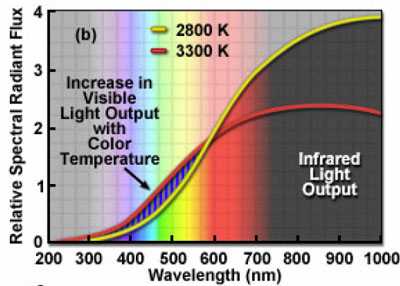 (b)
2800 K
3300 K
Increase in
Visible
Light Output
with
Color
Temperature
Infrared
Light
Output
Relative Spectral Radiant Flux
4
3
2
1
0
200 300 400 500 600 700 800 900 1000
Wavelength (nm)